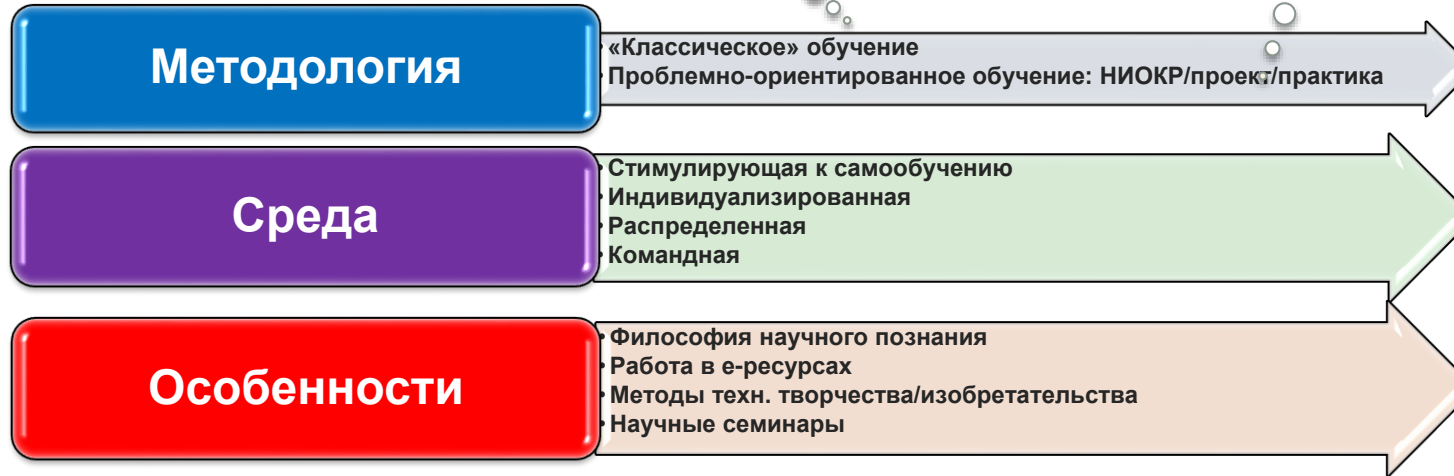 Методология
• «Классическое» обучение
• Проблемно-ориентированное обучение: НИОКР/проект/практика
Среда
• Стимулирующая к самообучению
• Индивидуализированная
• Распределенная
• Командная
Особенности
• Философия научного познания
• Работа в е-ресурсах
• Методы техн. творчества/изобретательства
• Научные семинары